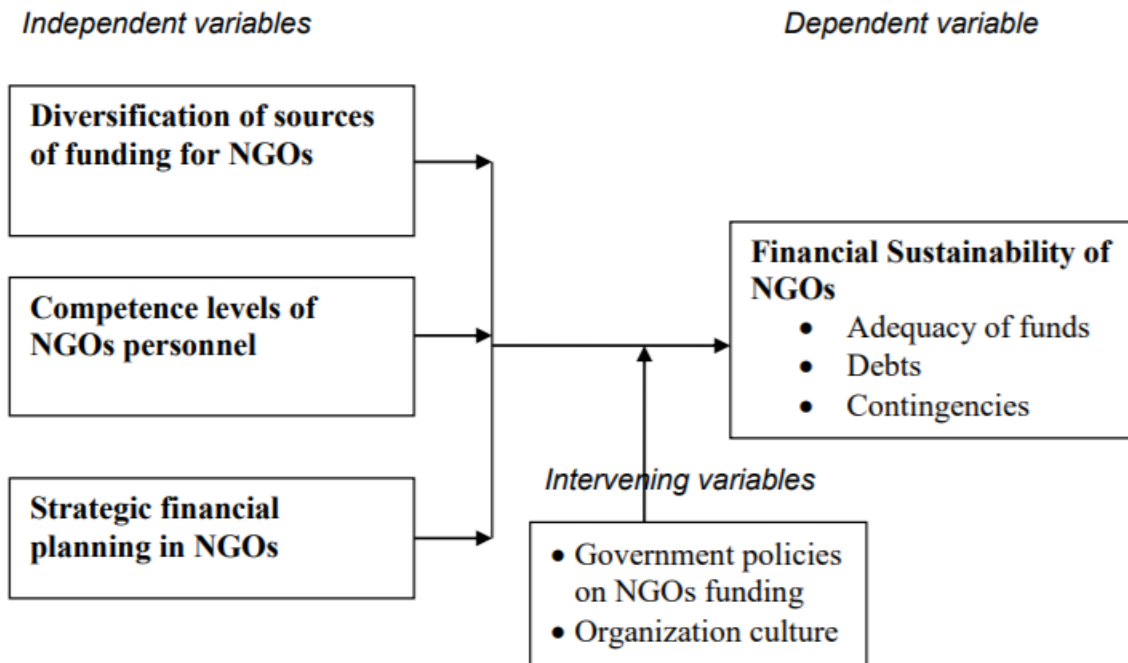 Independent variables
Dependent variable
Diversification of sources
of funding for NGOs
Competence levels of
NGOs personnel
Strategic financial
planning in NGOs
Financial Sustainability of
NGOs
• Adequacy of funds
• Debts
• Contingencies
Intervening variables
• Government policies
on NGOs funding
• Organization culture